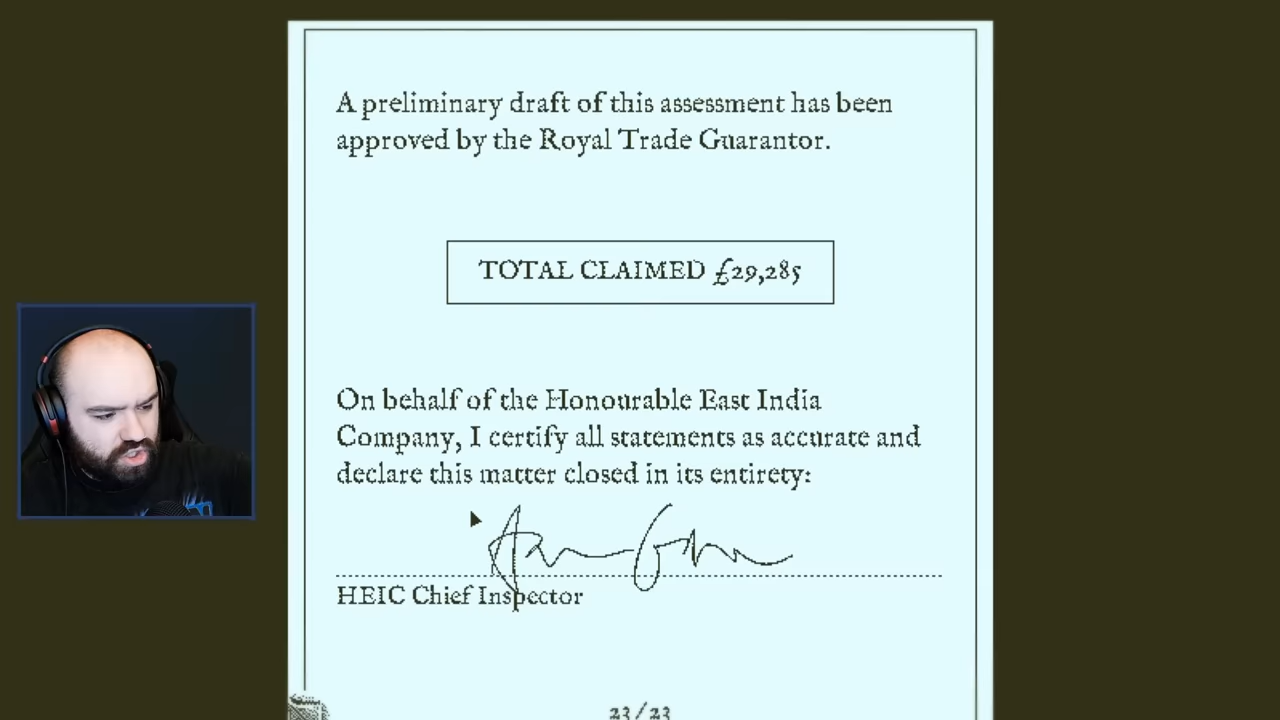 A preliminary draft of this assessment has been
approved by the Royal Trade Guarantor.
TOTAL CLAIMED £29,285
On behalf of the Honourable East India
Company, I certify all statements as accurate and
declare this matter closed in its entirety:
HEIC Chief Inspector
23/23